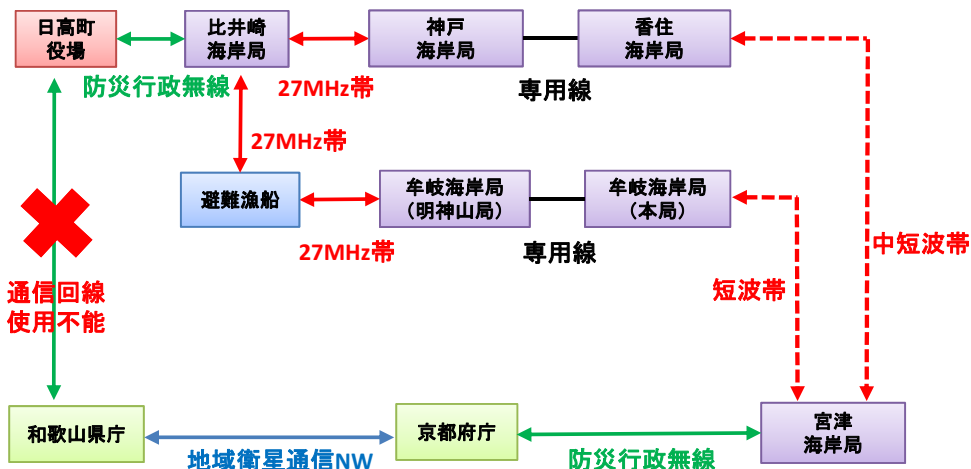 日高町
役場
比井崎
海岸局
神戸
海岸局
香住
海岸局
防災行政無線
27MHz帯
専用線
27MHz帯
避難漁船
牟岐海岸局
（明神山局）
牟岐海岸局
（本局）
27MHz帯
専用線
中短波帯
短波帯
通信回線
使用不能
和歌山県庁
京都府庁
宮津
海岸局
地域衛星通信NW
防災行政無線